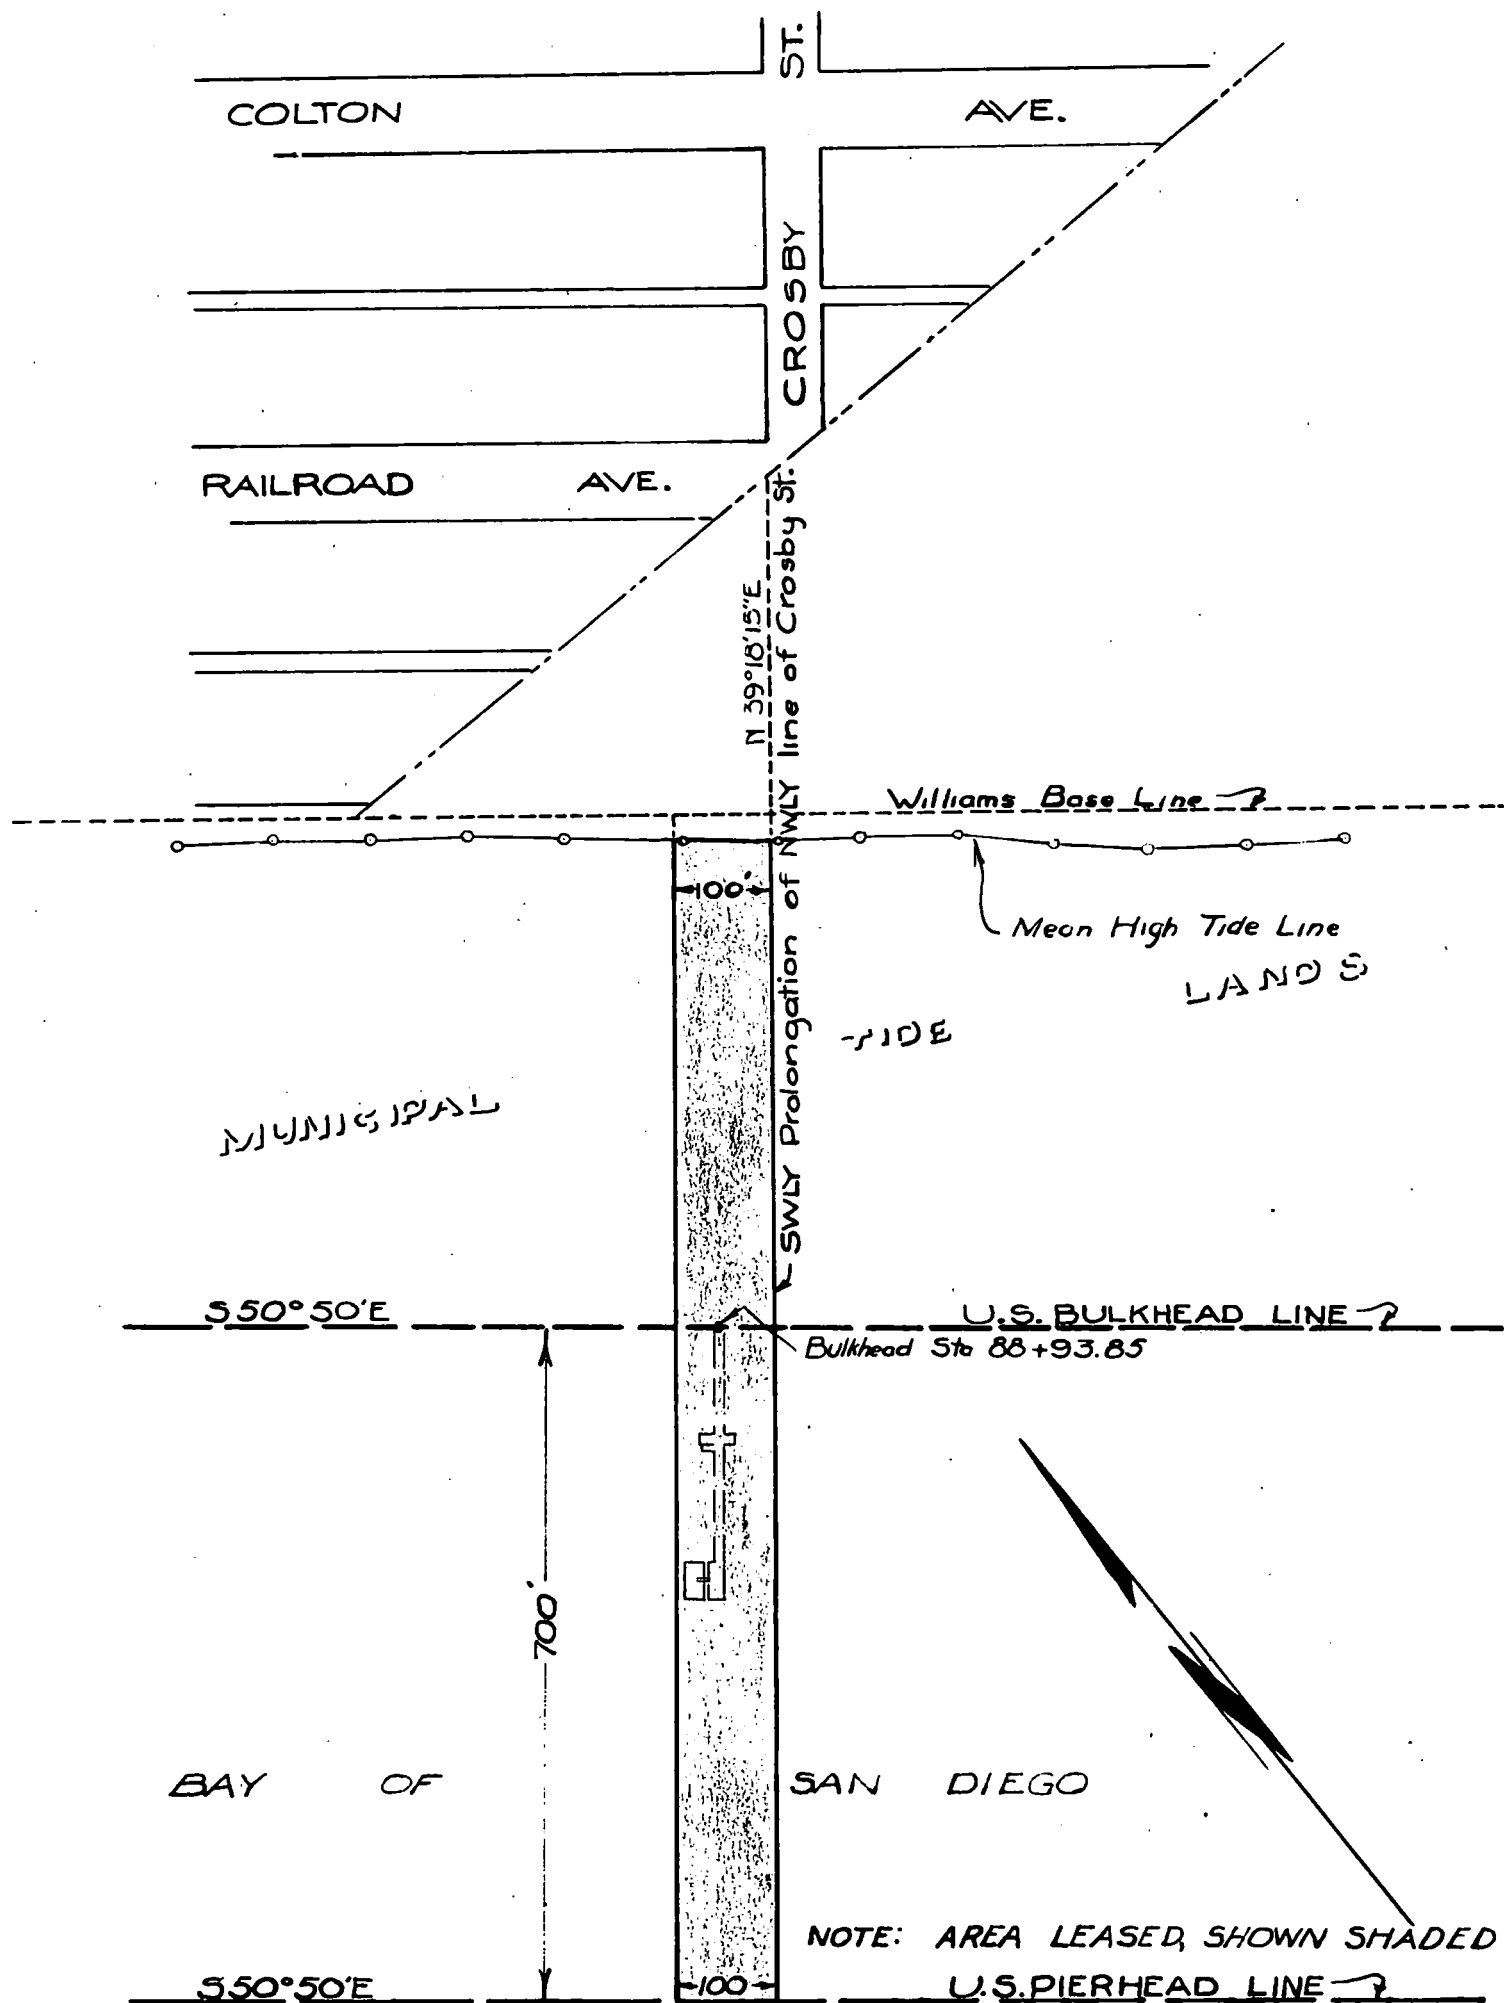 ST.
COLTON AVE.
CROSBY
RAILROAD AVE.
N 39°18'15"E
SWLY Prolongation of NWLY line of Crosby St.
Williams Base Line
100'
Mean High Tide Line
LANDS
TIDE
MUNICIPAL
S50°50'E
U.S. BULKHEAD LINE
Bulkhead Sta 88+93.85
700'
BAY OF SAN DIEGO
NOTE: AREA LEASED, SHOWN SHADED
S50°50'E
100
U.S. PIERHEAD LINE